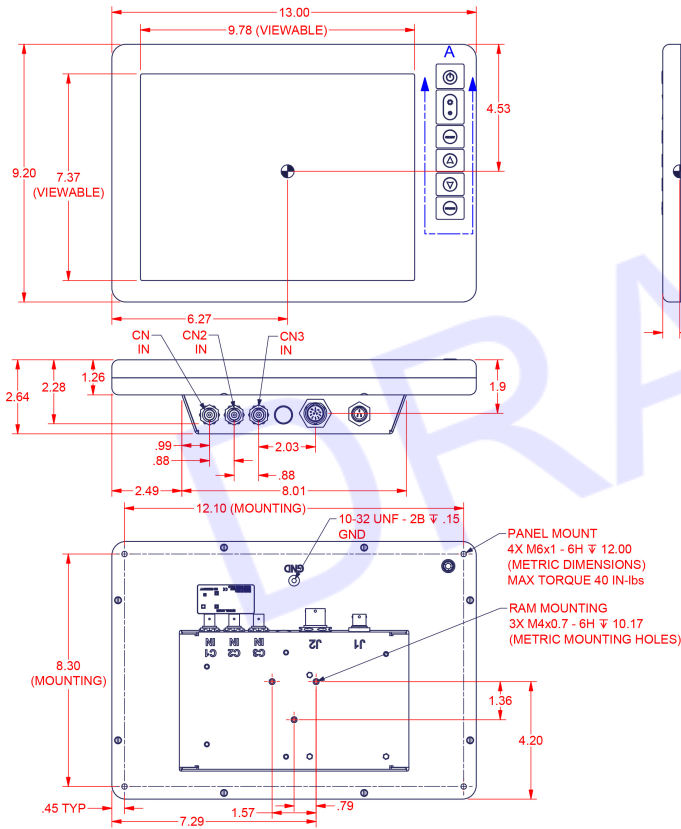 13.00
9.78 (VIEWABLE)
A
4.53
9.20
7.37
(VIEWABLE)
6.27
CN
IN
CN2
IN
CN3
IN
2.64
2.28
1.26
1.9
.99
.88
2.03
.88
2.49
8.01
12.10 (MOUNTING)
10-32 UNF - 2B ↧ .15
GND
PANEL MOUNT
4X M6x1 - 6H ↧ 12.00
(METRIC DIMENSIONS)
MAX TORQUE 40 IN-lbs
GND
RAM MOUNTING
3X M4x0.7 - 6H ↧ 10.17
(METRIC MOUNTING HOLES)
C1
IN
C2
IN
C3
IN
J2
J1
8.30
(MOUNTING)
1.36
4.20
.45 TYP
1.57
.79
7.29
DRA